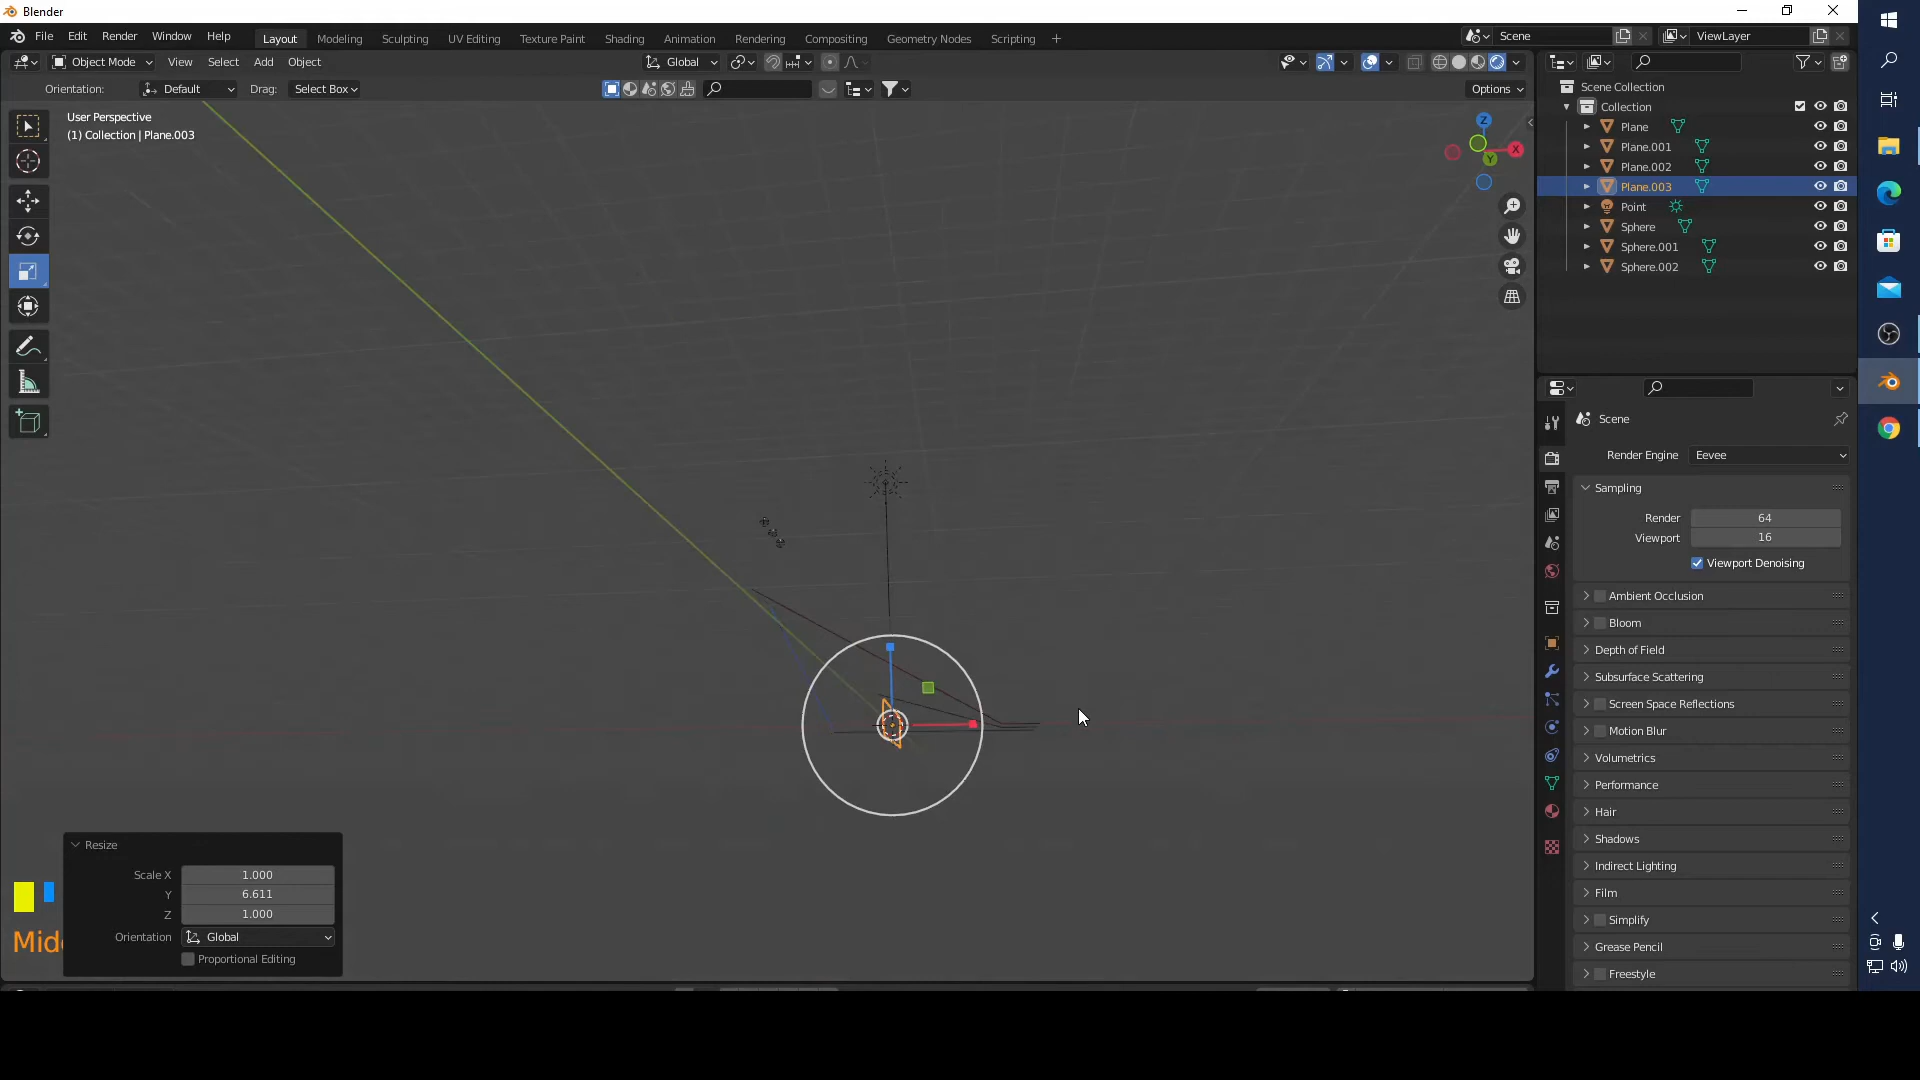 Blender
File Edit Render Window Help
Layout Modeling Sculpting UV Editing Texture Paint Shading Animation Rendering Compositing Geometry Nodes Scripting +
Scene
ViewLayer
Object Mode View Select Add Object
Global
Orientation: Default Drag: Select Box
Options
User Perspective
(1) Collection | Plane.003
Z
X
Y
Scene Collection
Collection
Plane
Plane.001
Plane.002
Plane.003
Point
Sphere
Sphere.001
Sphere.002
Scene
Render Engine Eevee
Sampling
Render 64
Viewport 16
Viewport Denoising
Ambient Occlusion
Bloom
Depth of Field
Subsurface Scattering
Screen Space Reflections
Motion Blur
Volumetrics
Performance
Hair
Shadows
Indirect Lighting
Film
Simplify
Grease Pencil
Freestyle
Resize
Scale X 1.000
Y 6.611
Z 1.000
Orientation Global
Proportional Editing
Mid